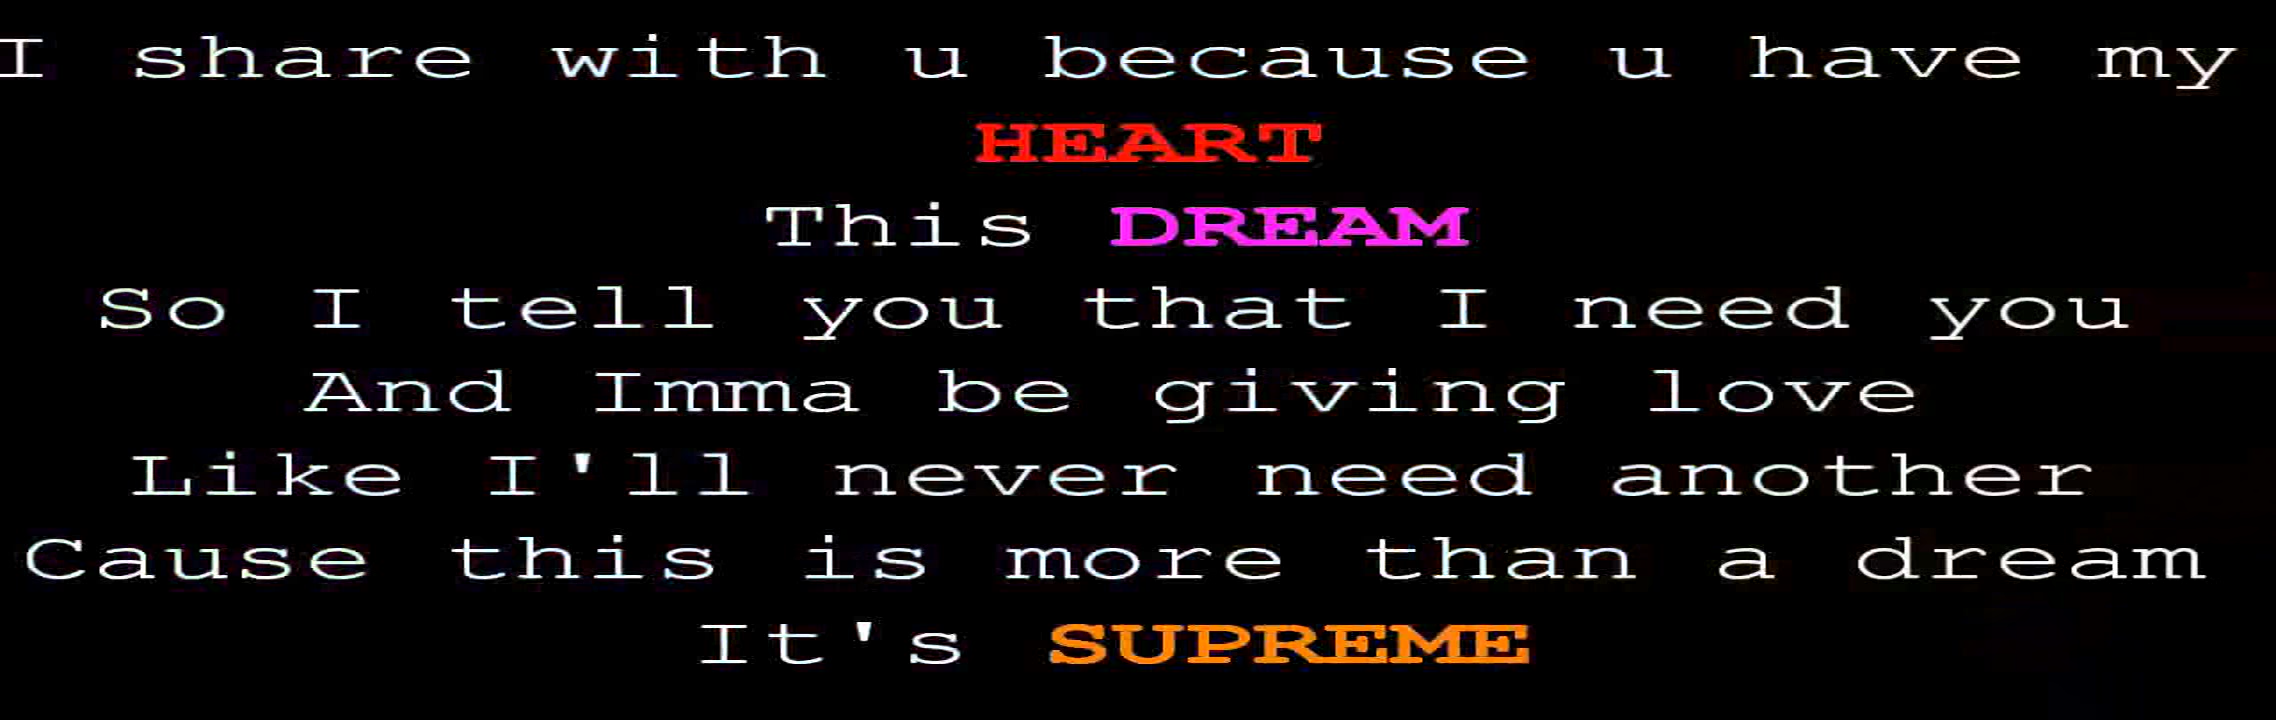 I share with u because u have my
HEART
This DREAM
So I tell you that I need you
And Imma be giving love
Like I'll never need another
Cause this is more than a dream
It's SUPREME